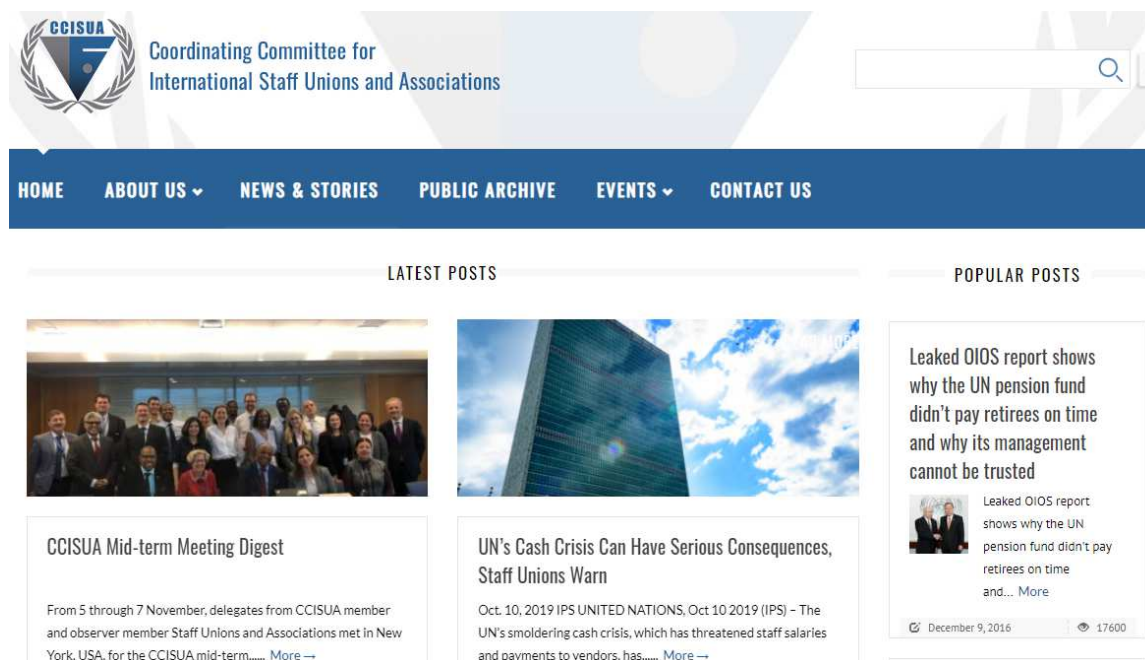 CCISUA
Coordinating Committee for
International Staff Unions and Associations
HOME ABOUT US NEWS & STORIES PUBLIC ARCHIVE EVENTS CONTACT US
LATEST POSTS
CCISUA Mid-term Meeting Digest
From 5 through 7 November, delegates from CCISUA member
and observer member Staff Unions and Associations met in New
York, USA, for the CCISUA mid-term...... More →
UN's Cash Crisis Can Have Serious Consequences,
Staff Unions Warn
Oct. 10, 2019 IPS UNITED NATIONS, Oct 10 2019 (IPS) – The
UN's smoldering cash crisis, which has threatened staff salaries
and payments to vendors, has...... More →
POPULAR POSTS
Leaked OIOS report shows
why the UN pension fund
didn't pay retirees on time
and why its management
cannot be trusted
Leaked OIOS report
shows why the UN
pension fund didn't pay
retirees on time
and... More
December 9, 2016 17600